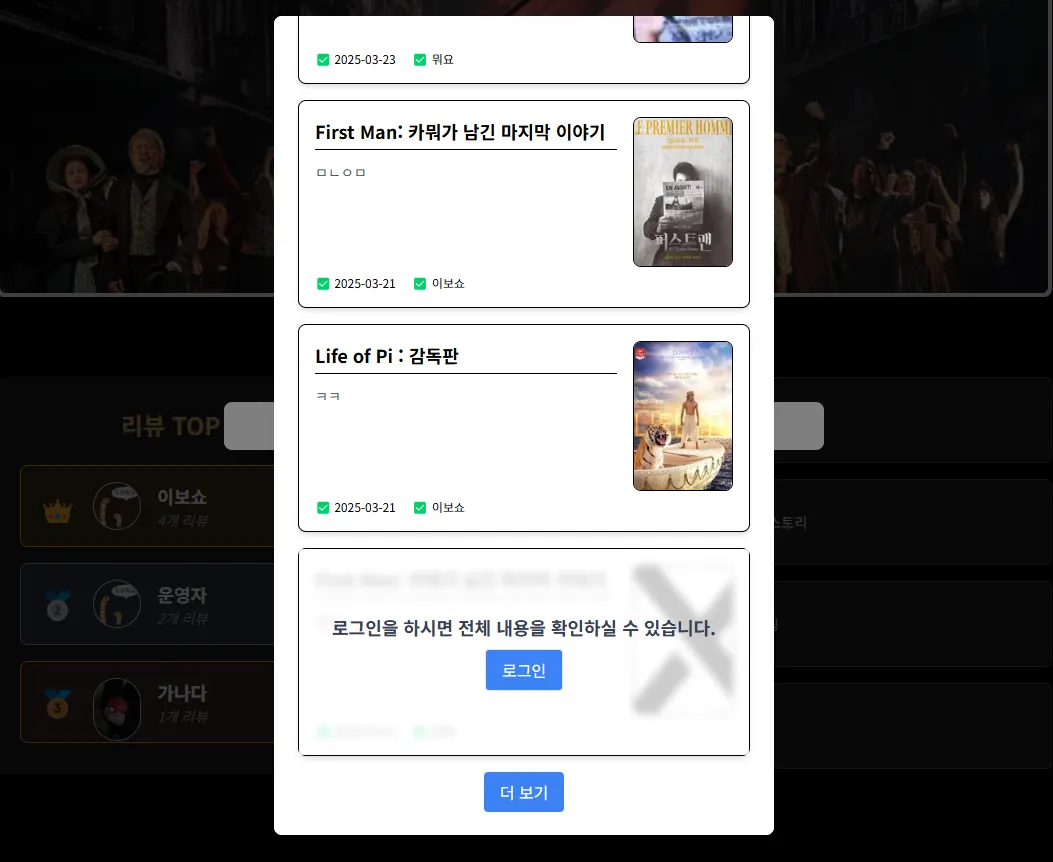 2025-03-23 뮈요
First Man: 카뭐가 남긴 마지막 이야기
LE PREMIER HOMME
EN AVANT!
퍼스트맨
ㅁㄴㅇㅁ
2025-03-21 이보쇼
Life of Pi : 감독판
ㅋㅋ
2025-03-21 이보쇼
로그인을 하시면 전체 내용을 확인하실 수 있습니다.
로그인
더 보기
리뷰 TOP
이보쇼
4개 리뷰
2
운영자
2개 리뷰
3
가나다
1개 리뷰
스토리